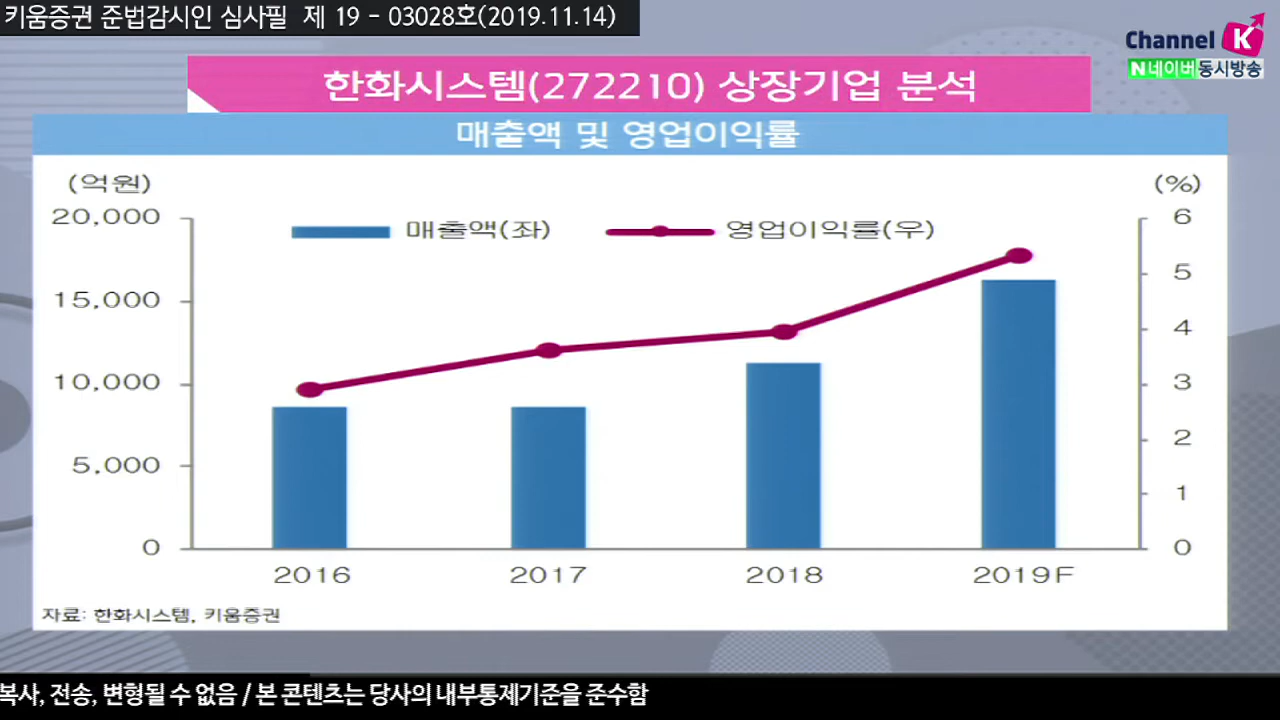 키움증권 준법감시인 심사필 제 19 - 03028호(2019.11.14)
Channel K
N 네이버 동시방송
한화시스템(272210) 상장기업 분석
매출액 및 영업이익률
(억원) (%)
매출액(좌) 영업이익률(우)
20,000 6
5
15,000
4
10,000 3
2
5,000
1
0 0
2016 2017 2018 2019F
자료: 한화시스템, 키움증권
복사, 전송, 변형될 수 없음 / 본 콘텐츠는 당사의 내부통제기준을 준수함